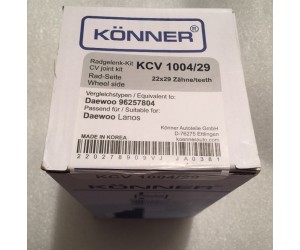 KÖNNER
Radgelenk-Kit
CV joint kit
KCV 1004/29
Rad-Seite
Wheel side
22x29 Zähne/teeth
Vergleichstypen / Equivalent to:
Daewoo 96257804
Passend für / Suitable for:
Daewoo Lanos
MADE IN KOREA
Könner Autoteile GmbH
D-76275 Ettlingen
KCV 1004/29